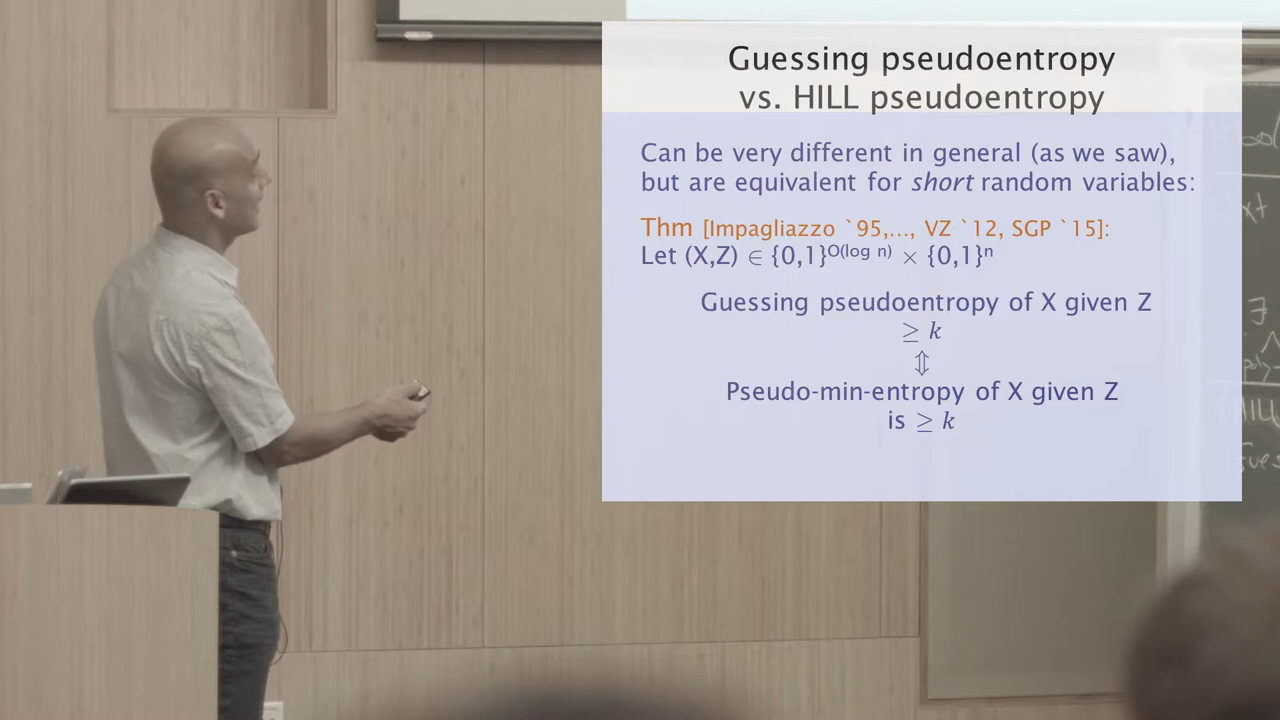 Guessing pseudoentropy
vs. HILL pseudoentropy
Can be very different in general (as we saw),
but are equivalent for short random variables:
Thm [Impagliazzo `95,..., VZ `12, SGP `15]:
Let (X,Z) ∈ {0,1}^O(log n) × {0,1}^n
Guessing pseudoentropy of X given Z
≥ k
⇕
Pseudo-min-entropy of X given Z
is ≥ k